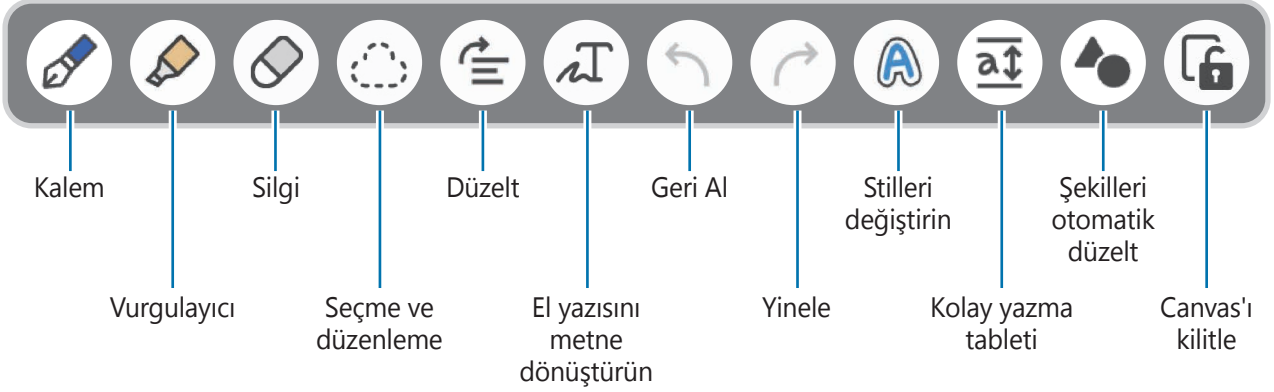 Kalem
Silgi
Düzelt
Geri Al
Stilleri
değiştirin
Şekilleri
otomatik
düzelt
Vurgulayıcı
Seçme ve
düzenleme
El yazısını
metne
dönüştürün
Yinele
Kolay yazma
tableti
Canvas'ı
kilitle